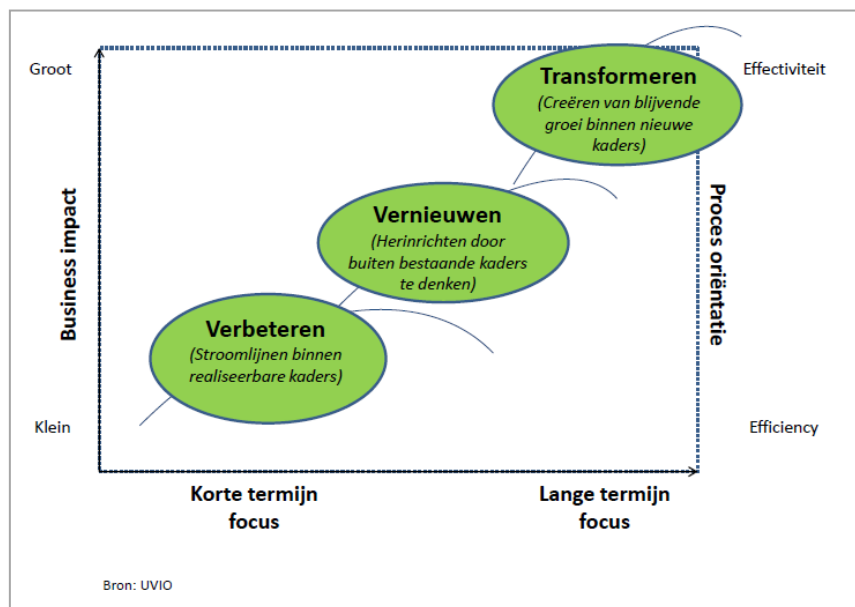 Groot
Transformeren
(Creëren van blijvende
groei binnen nieuwe
kaders)
Effectiviteit
Business impact
Vernieuwen
(Herinrichten door
buiten bestaande kaders
te denken)
Proces oriëntatie
Verbeteren
(Stroomlijnen binnen
realiseerbare kaders)
Klein
Efficiency
Korte termijn
focus
Lange termijn
focus
Bron: UVIO